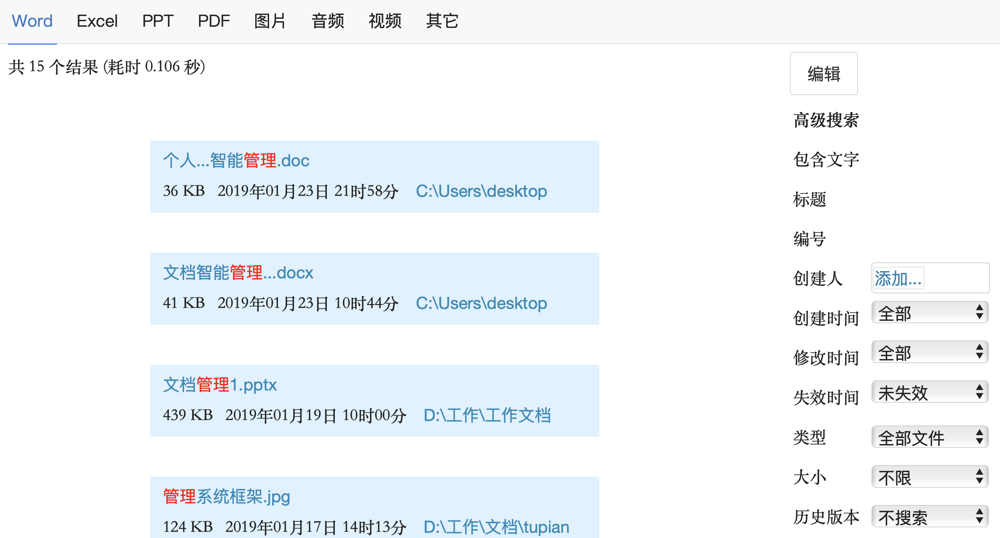 Word Excel PPT PDF 图片 音频 视频 其它
共 15 个结果 (耗时 0.106 秒)
个人...智能管理.doc
36 KB 2019年01月23日 21时58分 C:\Users\desktop
文档智能管理...docx
41 KB 2019年01月23日 10时44分 C:\Users\desktop
文档管理1.pptx
439 KB 2019年01月19日 10时00分 D:\工作\工作文档
管理系统框架.jpg
124 KB 2019年01月17日 14时13分 D:\工作\文档\tupian
编辑
高级搜索
包含文字
标题
编号
创建人 添加...
创建时间 全部
修改时间 全部
失效时间 未失效
类型 全部文件
大小 不限
历史版本 不搜索